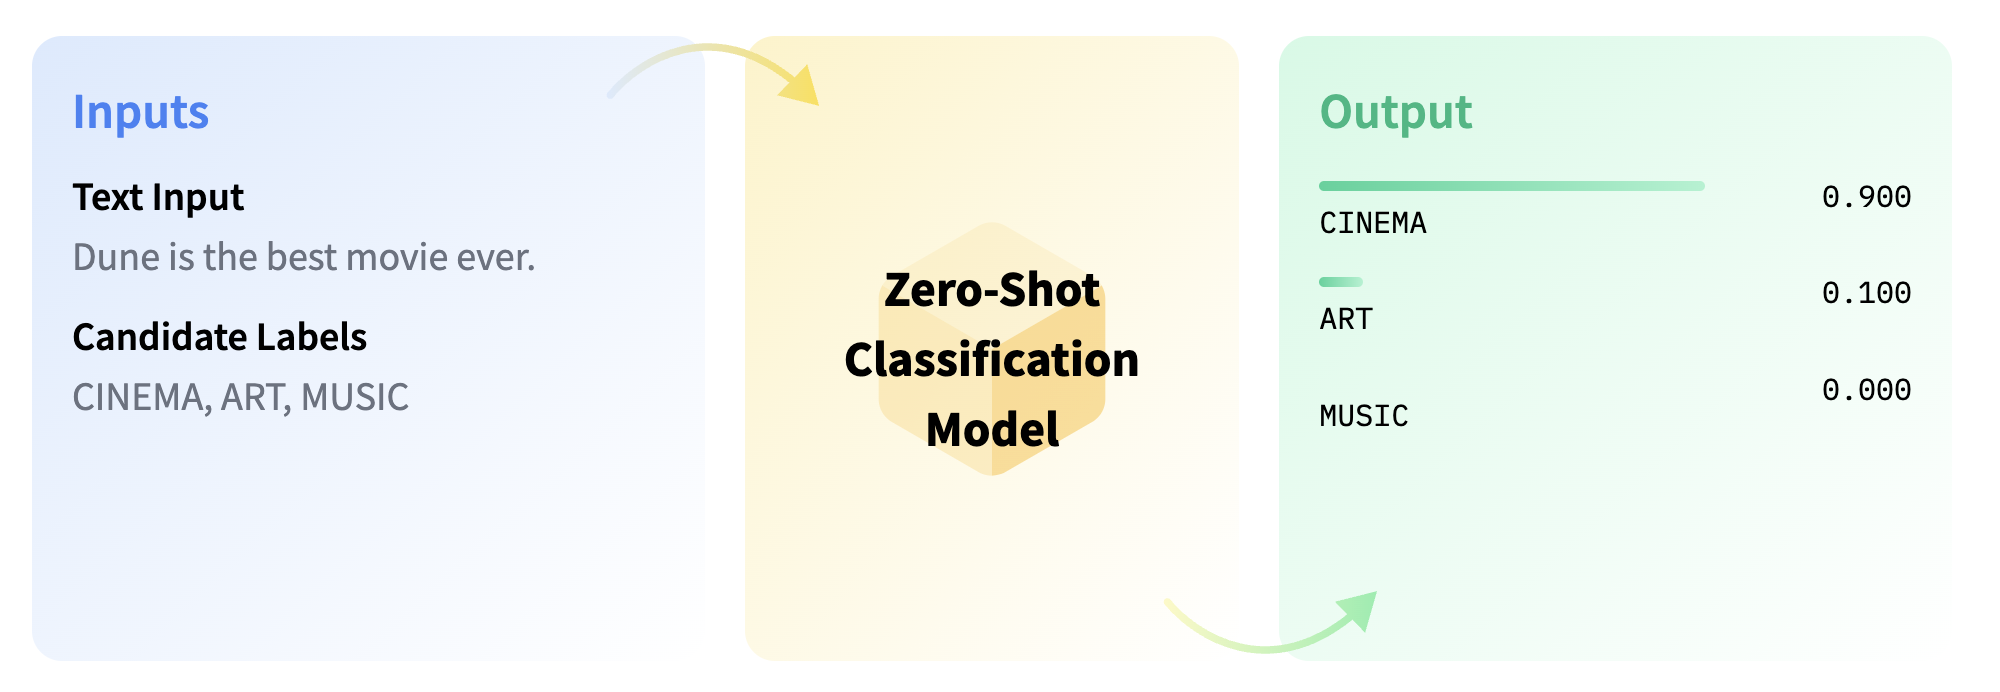 Inputs
Text Input
Dune is the best movie ever.
Candidate Labels
CINEMA, ART, MUSIC
Zero-Shot
Classification
Model
Output
0.900
CINEMA
0.100
ART
0.000
MUSIC